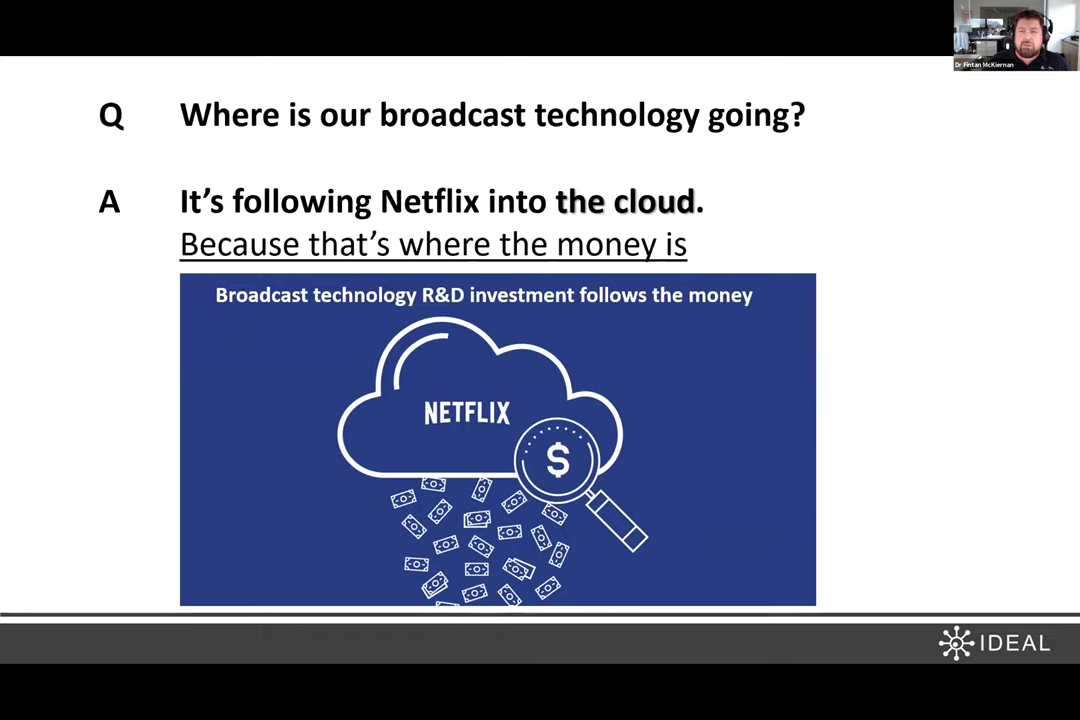 Dr Fintan McKiernan
Q Where is our broadcast technology going?
A It’s following Netflix into the cloud.
Because that’s where the money is
Broadcast technology R&D investment follows the money
NETFLIX
$
IDEAL